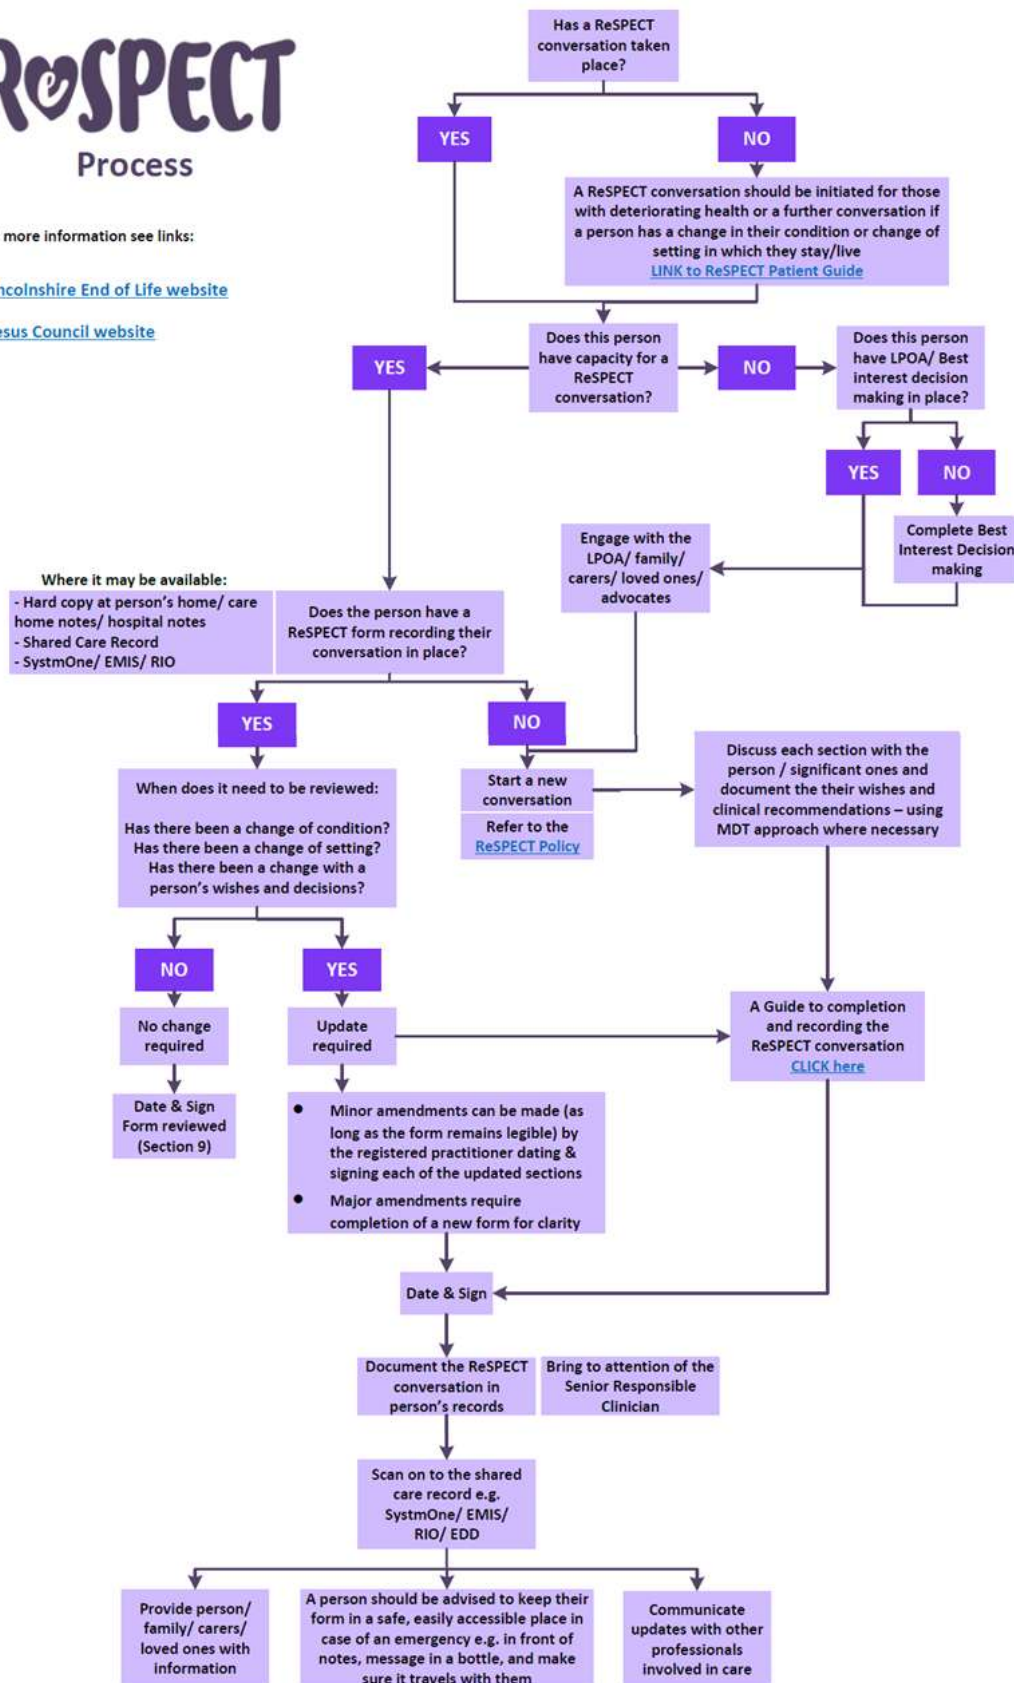 ReSPECT
Process
more information see links:
ncolnshire End of Life website
esus Council website
Has a ReSPECT
conversation taken
place?
YES
NO
A ReSPECT conversation should be initiated for those
with deteriorating health or a further conversation if
a person has a change in their condition or change of
setting in which they stay/live
LINK to ReSPECT Patient Guide
YES
Does this person
have capacity for a
ReSPECT
conversation?
NO
Does this person
have LPOA/ Best
interest decision
making in place?
YES
NO
Complete Best
Interest Decision
making
Engage with the
LPOA/ family/
carers/ loved ones/
advocates
Where it may be available:
- Hard copy at person's home/ care
home notes/ hospital notes
- Shared Care Record
- SystmOne/ EMIS/ RIO
Does the person have a
ReSPECT form recording their
conversation in place?
YES
NO
When does it need to be reviewed:
Has there been a change of condition?
Has there been a change of setting?
Has there been a change with a
person's wishes and decisions?
Start a new
conversation
Refer to the
ReSPECT Policy
Discuss each section with the
person / significant ones and
document the their wishes and
clinical recommendations – using
MDT approach where necessary
NO
YES
No change
required
Update
required
A Guide to completion
and recording the
ReSPECT conversation
CLICK here
Date & Sign
Form reviewed
(Section 9)
• Minor amendments can be made (as
long as the form remains legible) by
the registered practitioner dating &
signing each of the updated sections
• Major amendments require
completion of a new form for clarity
Date & Sign
Document the ReSPECT
conversation in
person's records
Bring to attention of the
Senior Responsible
Clinician
Scan on to the shared
care record e.g.
SystmOne/ EMIS/
RIO/ EDD
Provide person/
family/ carers/
loved ones with
information
A person should be advised to keep their
form in a safe, easily accessible place in
case of an emergency e.g. in front of
notes, message in a bottle, and make
sure it travels with them
Communicate
updates with other
professionals
involved in care